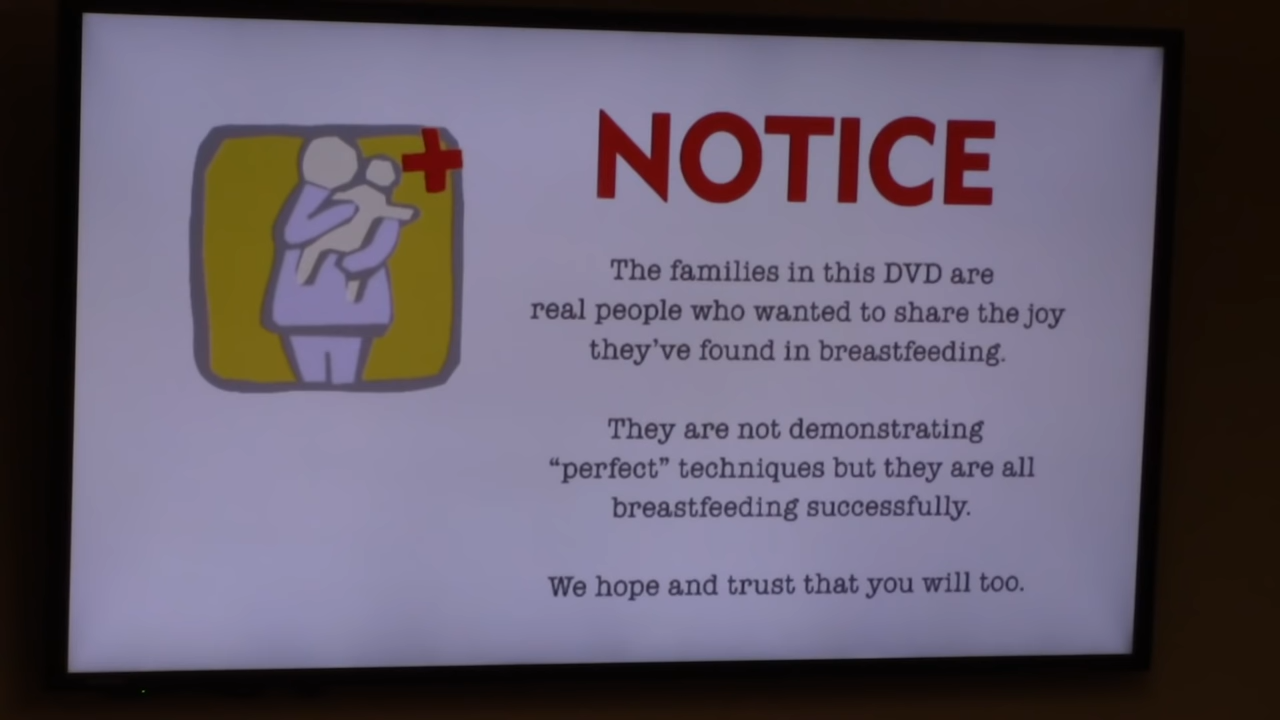 NOTICE
The families in this DVD are
real people who wanted to share the joy
they've found in breastfeeding.
They are not demonstrating
“perfect” techniques but they are all
breastfeeding successfully.
We hope and trust that you will too.